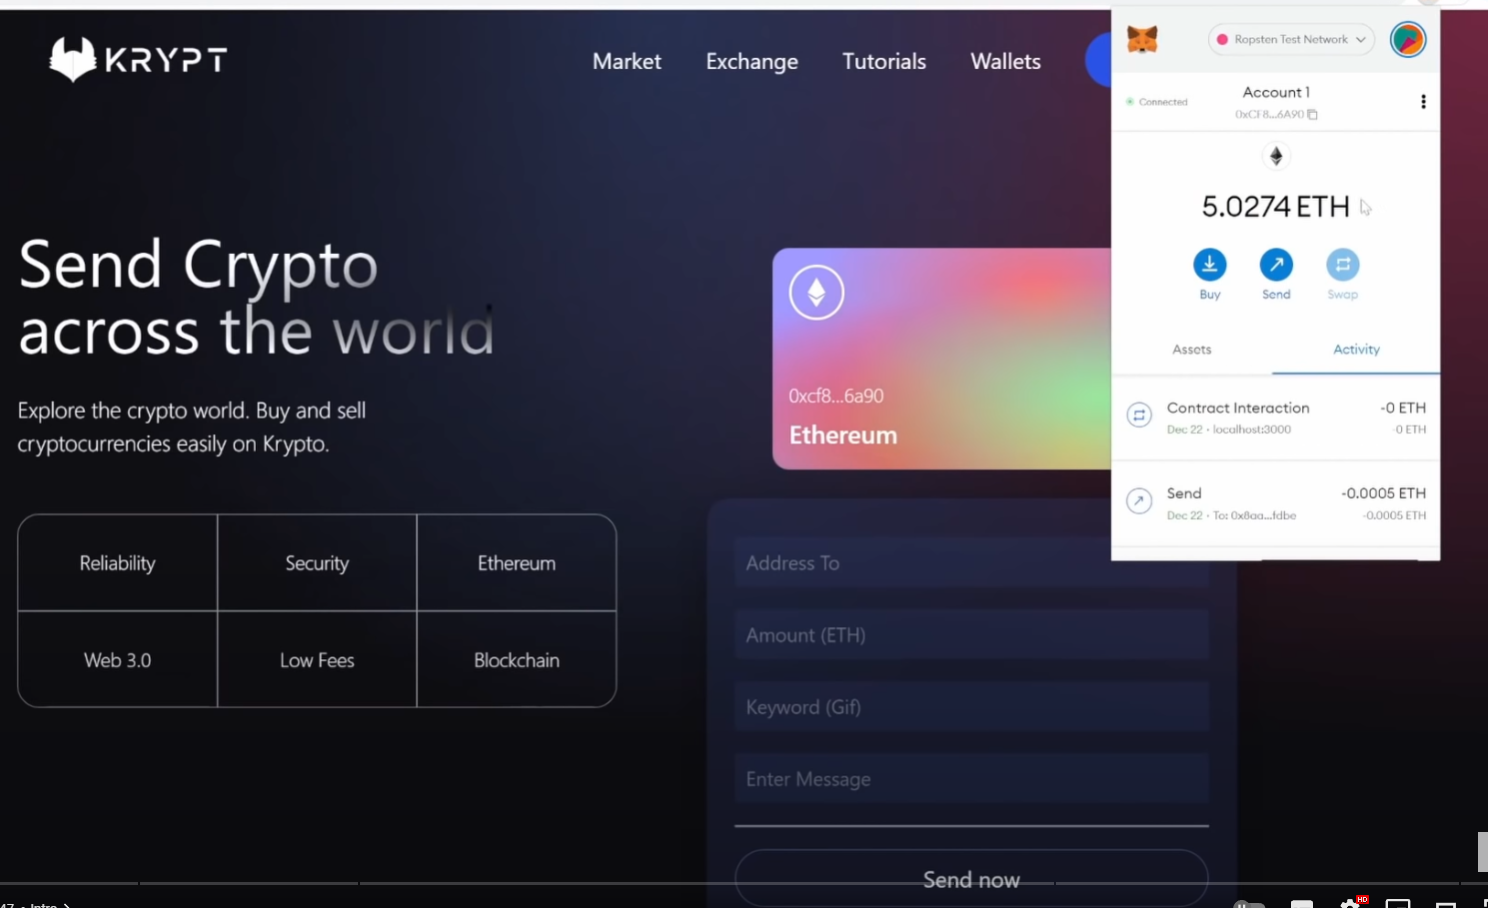 KRYPT
Market
Exchange
Tutorials
Wallets
Ropsten Test Network
Connected
Account 1
0xCF8...6A90
5.0274 ETH
Buy
Send
Swap
Assets
Activity
Contract Interaction
-0 ETH
Dec 22 · localhost:3000
-0 ETH
Send
-0.0005 ETH
Dec 22 · To: 0x8aa...fdbe
-0.0005 ETH
Send Crypto
across the world
Explore the crypto world. Buy and sell
cryptocurrencies easily on Krypto.
Reliability
Security
Ethereum
Web 3.0
Low Fees
Blockchain
0xcf8...6a90
Ethereum
Address To
Amount (ETH)
Keyword (Gif)
Enter Message
Send now
47 • Intro
HD